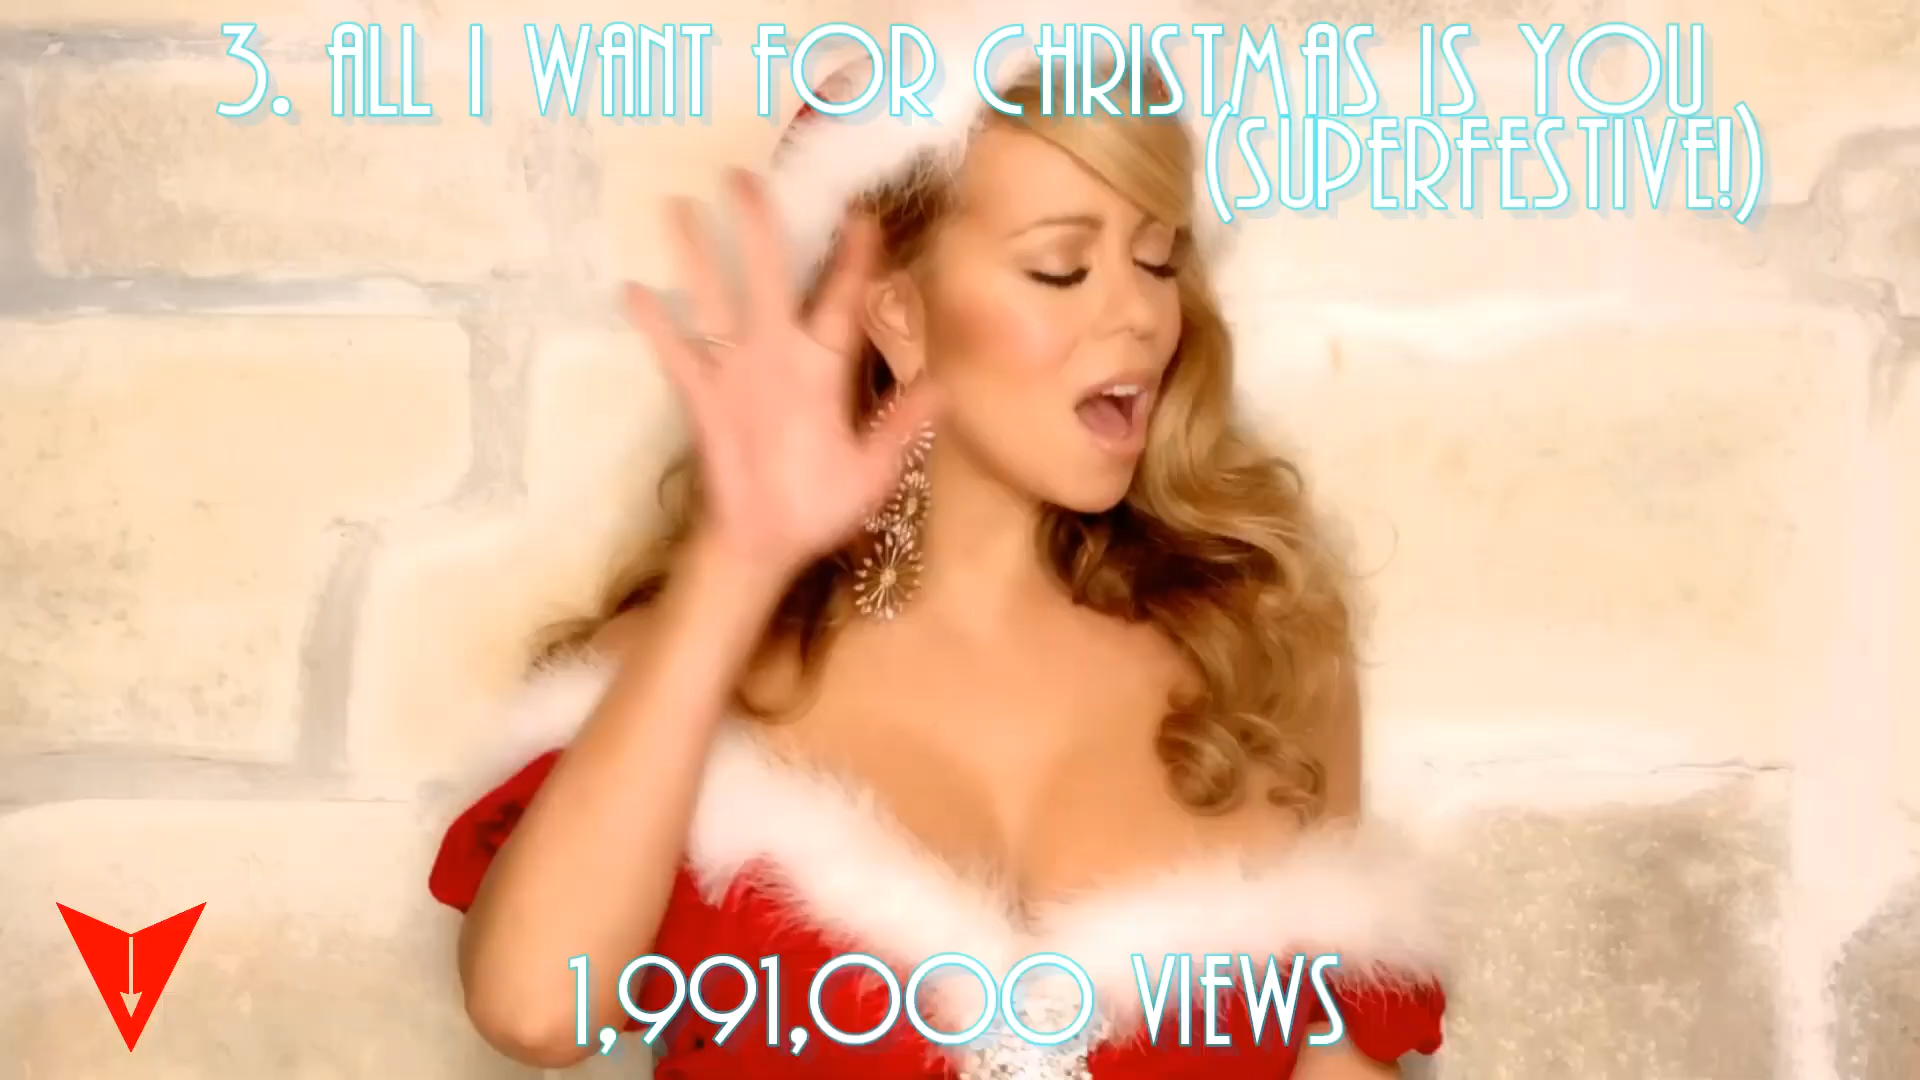 3. ALL I WANT FOR CHRISTMAS IS YOU
(SUPERFESTIVE!)
1,991,000 VIEWS